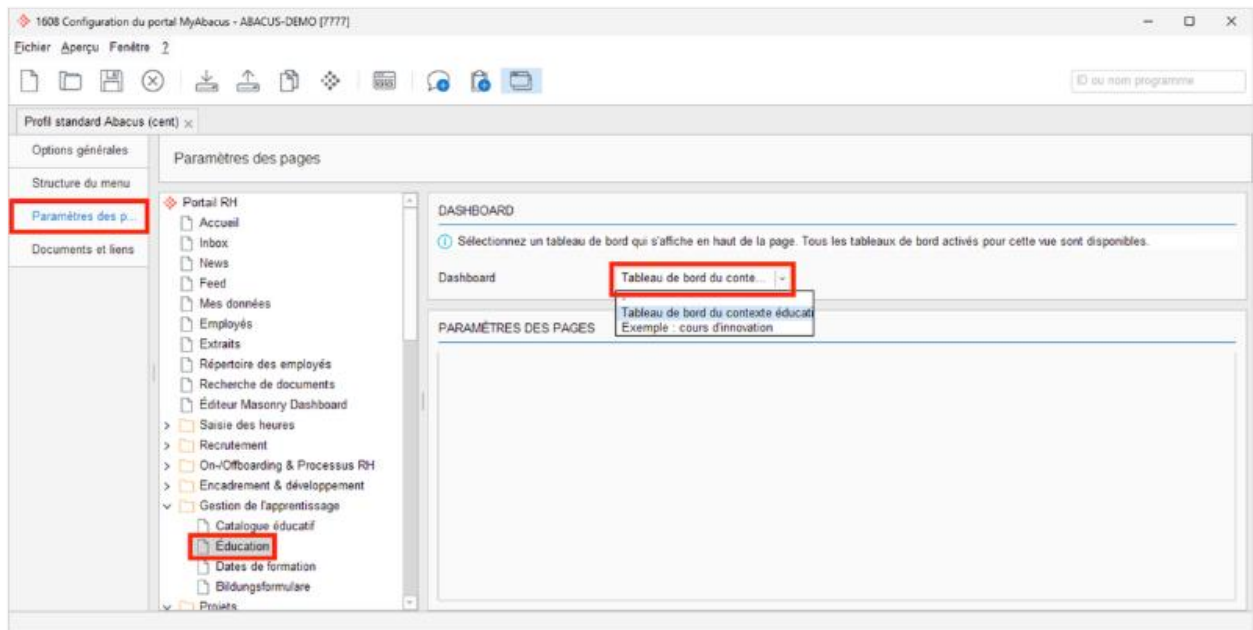 1608 Configuration du portal MyAbacus - ABACUS-DEMO [7777]
Fichier Aperçu Fenêtre ?
ID ou nom programme
Profil standard Abacus (cent)
Options générales
Structure du menu
Paramètres des p...
Documents et liens
Paramètres des pages
Portail RH
Accueil
Inbox
News
Feed
Mes données
Employés
Extraits
Répertoire des employés
Recherche de documents
Éditeur Masonry Dashboard
Saisie des heures
Recrutement
On-/Offboarding & Processus RH
Encadrement & développement
Gestion de l'apprentissage
Catalogue éducatif
Éducation
Dates de formation
Bildungsformulare
Projets
DASHBOARD
Sélectionnez un tableau de bord qui s'affiche en haut de la page. Tous les tableaux de bord activés pour cette vue sont disponibles.
Dashboard Tableau de bord du conte...
-
Tableau de bord du contexte éducati
Exemple : cours d'innovation
PARAMÈTRES DES PAGES